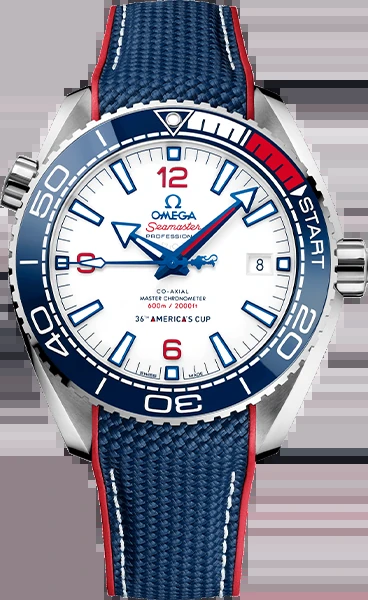 START
12
Ω
OMEGA
Seamaster
PROFESSIONAL
9
8
CO-AXIAL
MASTER CHRONOMETER
600m / 2000ft
36TH AMERICA'S CUP
6
SWISS MADE
20
30
40
50